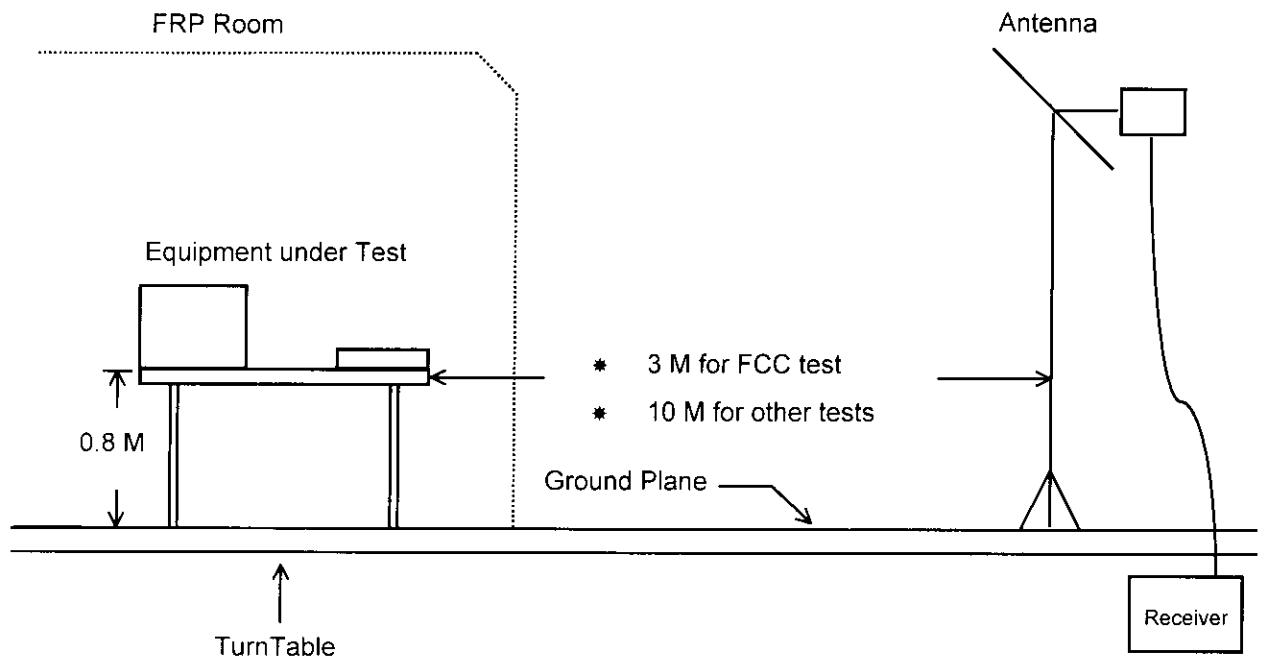 FRP Room
Antenna
Equipment under Test
✷ 3 M for FCC test
✷ 10 M for other tests
0.8 M
Ground Plane
Receiver
TurnTable